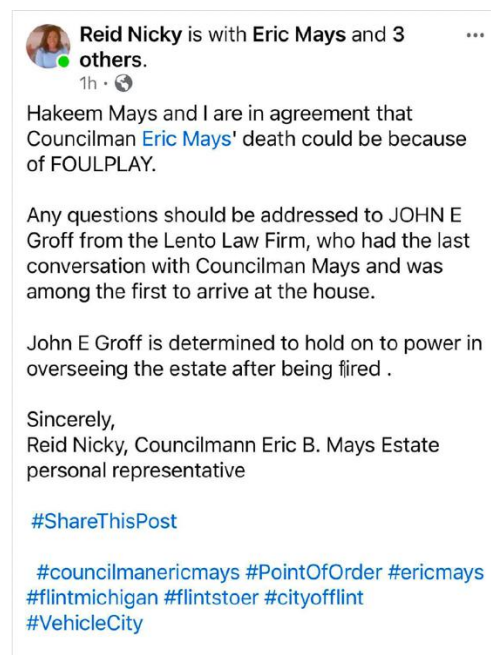 Reid Nicky is with Eric Mays and 3
others.
1h ·
Hakeem Mays and I are in agreement that
Councilman Eric Mays' death could be because
of FOULPLAY.
Any questions should be addressed to JOHN E
Groff from the Lento Law Firm, who had the last
conversation with Councilman Mays and was
among the first to arrive at the house.
John E Groff is determined to hold on to power in
overseeing the estate after being fired .
Sincerely,
Reid Nicky, Councilmann Eric B. Mays Estate
personal representative
#ShareThisPost
#councilmanericmays #PointOfOrder #ericmays
#flintmichigan #flintstoer #cityofflint
#VehicleCity